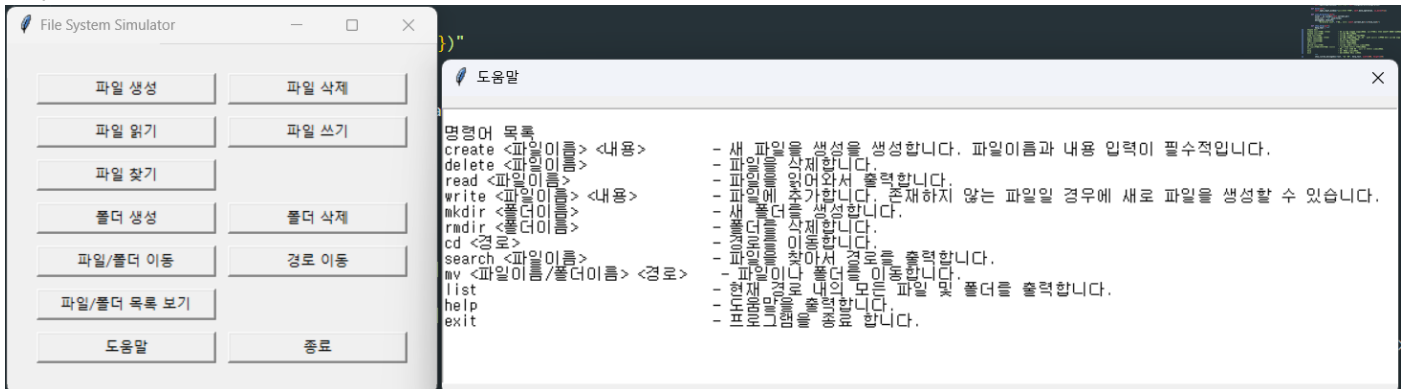 File System Simulator
파일 생성 파일 삭제
파일 읽기 파일 쓰기
파일 찾기
폴더 생성 폴더 삭제
파일/폴더 이동 경로 이동
파일/폴더 목록 보기
도움말 종료
})"
도움말
명령어 목록
create <파일이름> <내용> - 새 파일을 생성을 생성합니다. 파일이름과 내용 입력이 필수적입니다.
delete <파일이름> - 파일을 삭제합니다.
read <파일이름> - 파일을 읽어와서 출력합니다.
write <파일이름> <내용> - 파일에 추가합니다. 존재하지 않는 파일일 경우에 새로 파일을 생성할 수 있습니다.
mkdir <폴더이름> - 새 폴더를 생성합니다.
rmdir <폴더이름> - 폴더를 삭제합니다.
cd <경로> - 경로를 이동합니다.
search <파일이름> - 파일을 찾아서 경로를 출력합니다.
mv <파일이름/폴더이름> <경로> - 파일이나 폴더를 이동합니다.
list - 현재 경로 내의 모든 파일 및 폴더를 출력합니다.
help - 도움말을 출력합니다.
exit - 프로그램을 종료 합니다.